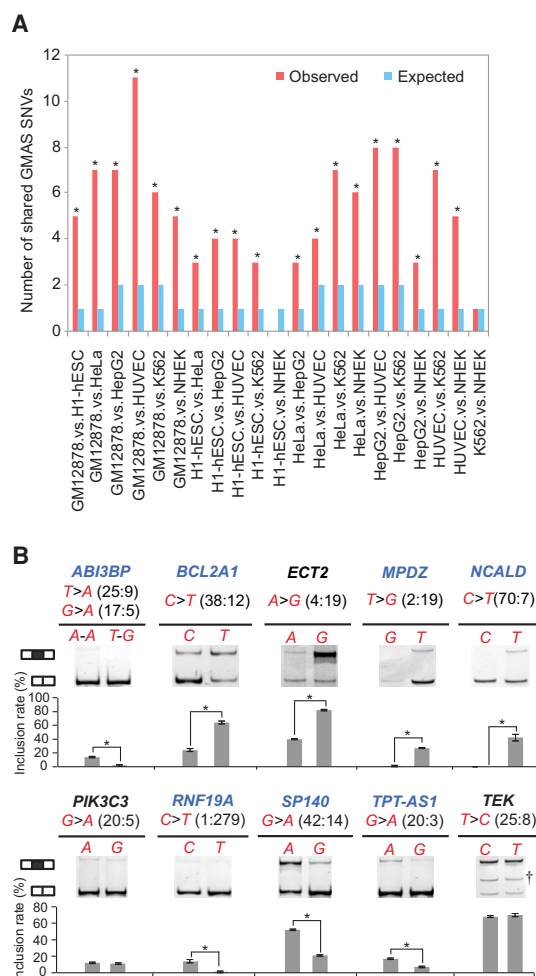 A
Number of shared GMAS SNVs
Observed
Expected
12
10
8
6
4
2
0
* * * * * * * * * * * * * * * * * * *
GM12878.vs.H1-hESC
GM12878.vs.HeLa
GM12878.vs.HepG2
GM12878.vs.HUVEC
GM12878.vs.K562
GM12878.vs.NHEK
H1-hESC.vs.HeLa
H1-hESC.vs.HepG2
H1-hESC.vs.HUVEC
H1-hESC.vs.K562
H1-hESC.vs.NHEK
HeLa.vs.HepG2
HeLa.vs.HUVEC
HeLa.vs.K562
HeLa.vs.NHEK
HepG2.vs.HUVEC
HepG2.vs.K562
HepG2.vs.NHEK
HUVEC.vs.K562
HUVEC.vs.NHEK
K562.vs.NHEK
B
ABI3BP BCL2A1 ECT2 MPDZ NCALD
T>A (25:9) C>T (38:12) A>G (4:19) T>G (2:19) C>T(70:7)
G>A (17:5)
A-A T-G C T A G G T C T
Inclusion rate (%)
100
80
60
40
20
0
* * * * *
PIK3C3 RNF19A SP140 TPT-AS1 TEK
G>A (20:5) C>T (1:279) G>A (42:14) G>A (20:3) T>C (25:8)
A G C T A G A G C T
†
Inclusion rate (%)
80
60
40
20
0
* * *